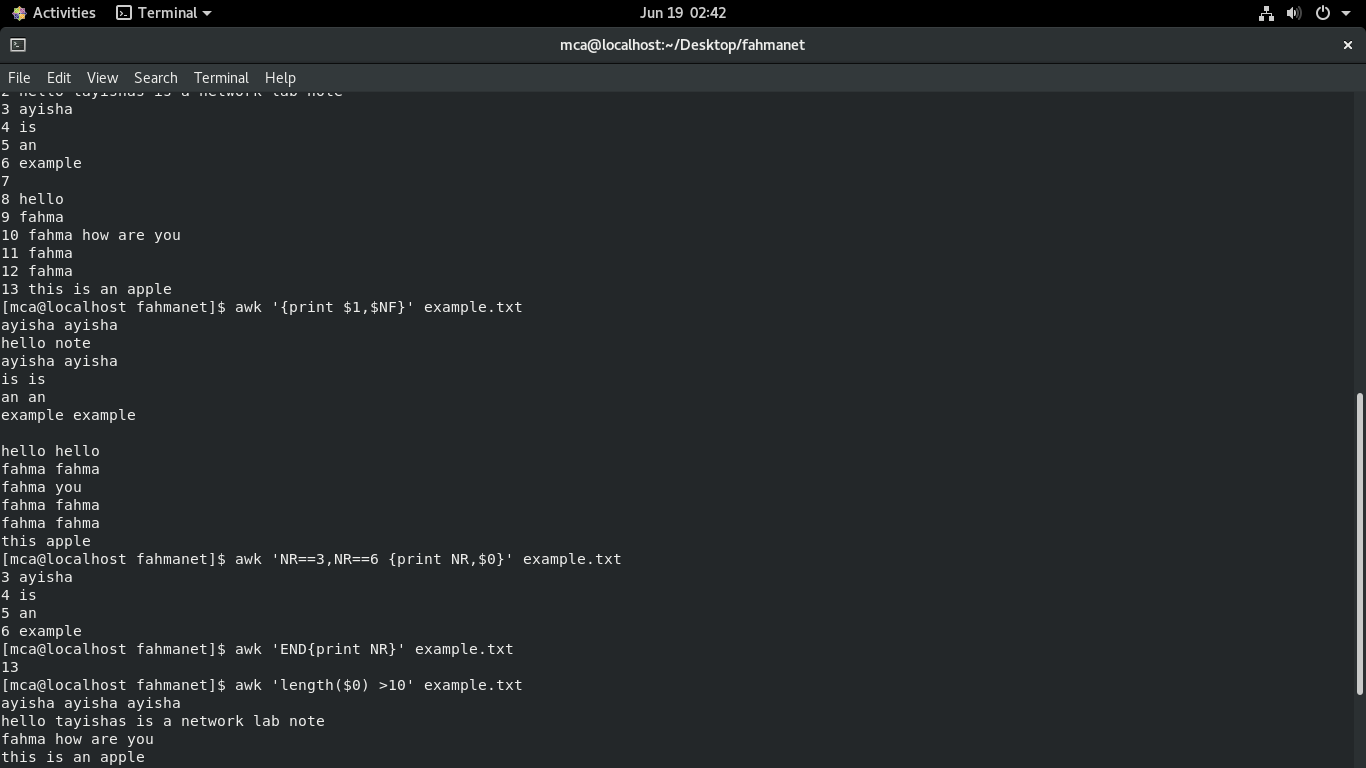 Activities Terminal Jun 19 02:42
mca@localhost:~/Desktop/fahmanet ×
File Edit View Search Terminal Help
2 hello tayishas is a network lab note
3 ayisha
4 is
5 an
6 example
7
8 hello
9 fahma
10 fahma how are you
11 fahma
12 fahma
13 this is an apple
[mca@localhost fahmanet]$ awk '{print $1,$NF}' example.txt
ayisha ayisha
hello note
ayisha ayisha
is is
an an
example example

hello hello
fahma fahma
fahma you
fahma fahma
fahma fahma
this apple
[mca@localhost fahmanet]$ awk 'NR==3,NR==6 {print NR,$0}' example.txt
3 ayisha
4 is
5 an
6 example
[mca@localhost fahmanet]$ awk 'END{print NR}' example.txt
13
[mca@localhost fahmanet]$ awk 'length($0) >10' example.txt
ayisha ayisha ayisha
hello tayishas is a network lab note
fahma how are you
this is an apple